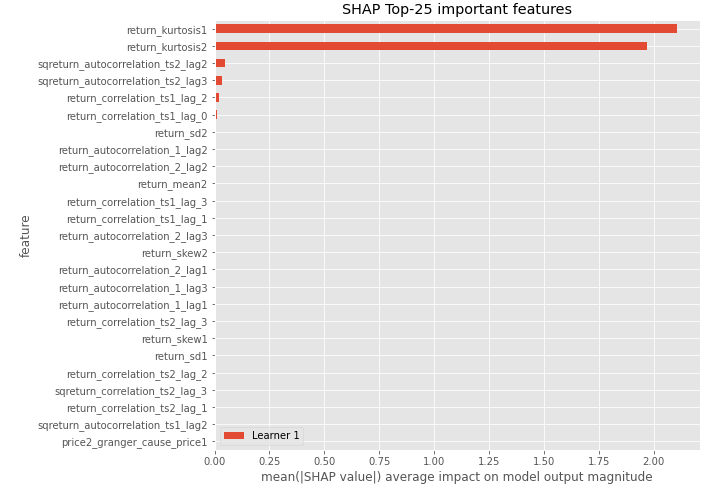 SHAP Top-25 important features
return_kurtosis1
return_kurtosis2
sqreturn_autocorrelation_ts2_lag2
sqreturn_autocorrelation_ts2_lag3
return_correlation_ts1_lag_2
return_correlation_ts1_lag_0
return_sd2
return_autocorrelation_1_lag2
return_autocorrelation_2_lag2
return_mean2
return_correlation_ts1_lag_3
return_correlation_ts1_lag_1
return_autocorrelation_2_lag3
return_skew2
return_autocorrelation_2_lag1
return_autocorrelation_1_lag3
return_autocorrelation_1_lag1
return_correlation_ts2_lag_3
return_skew1
return_sd1
return_correlation_ts2_lag_2
sqreturn_correlation_ts2_lag_3
return_correlation_ts2_lag_1
sqreturn_autocorrelation_ts1_lag2
price2_granger_cause_price1
feature
Learner 1
0.00 0.25 0.50 0.75 1.00 1.25 1.50 1.75 2.00
mean(|SHAP value|) average impact on model output magnitude